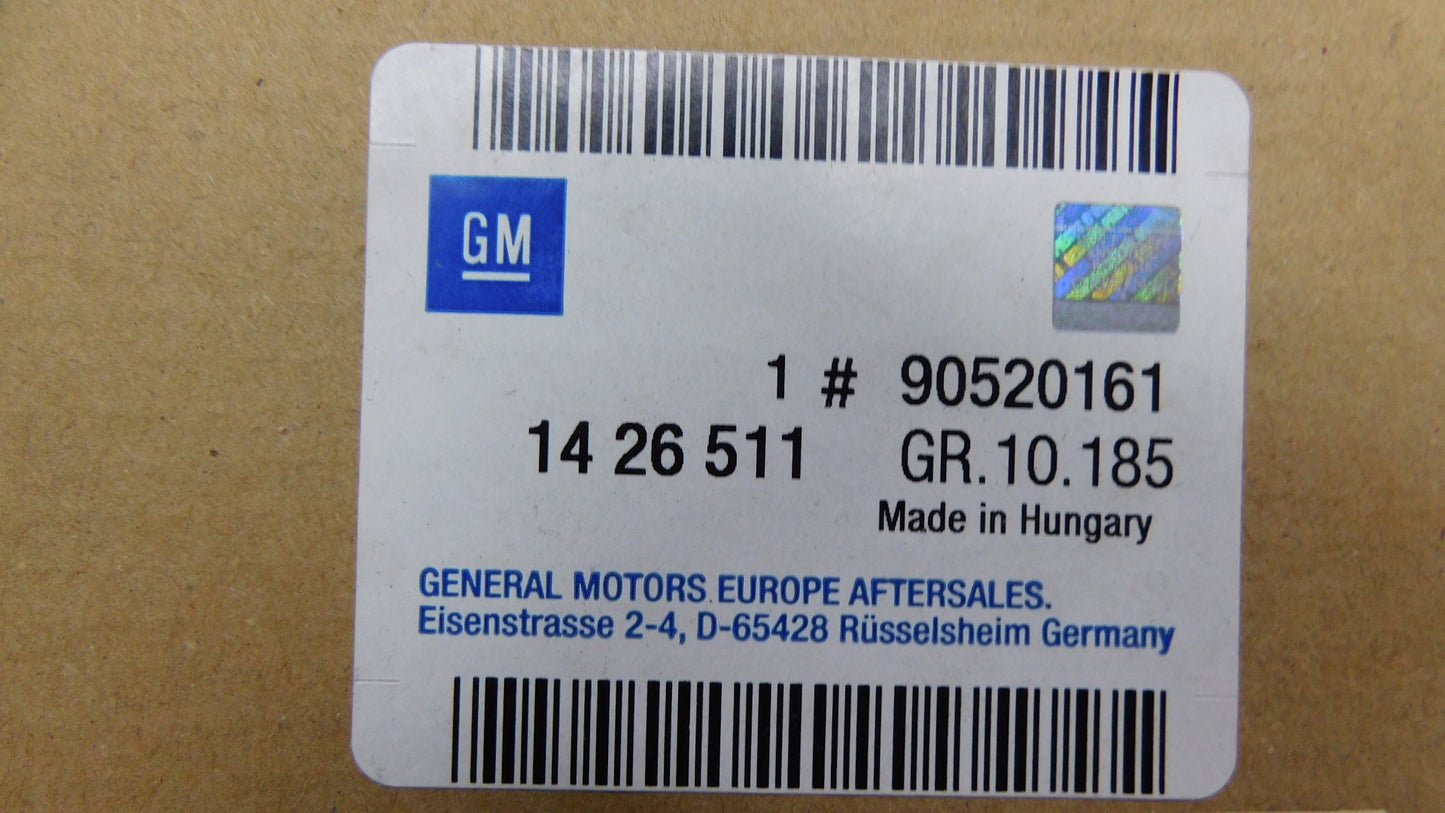 GM
1 # 90520161
14 26 511 GR.10.185
Made in Hungary
GENERAL MOTORS EUROPE AFTERSALES.
Eisenstrasse 2-4, D-65428 Rüsselsheim Germany